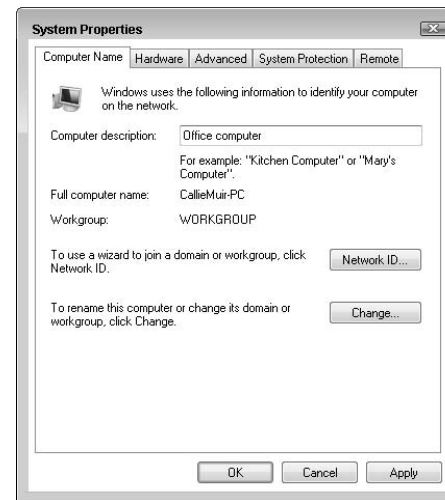 System Properties
Computer Name Hardware Advanced System Protection Remote
Windows uses the following information to identify your computer
on the network.
Computer description: Office computer
For example: "Kitchen Computer" or "Mary's
Computer".
Full computer name: CallieMuir-PC
Workgroup: WORKGROUP
To use a wizard to join a domain or workgroup, click
Network ID.
Network ID...
To rename this computer or change its domain or
workgroup, click Change.
Change...
OK Cancel Apply